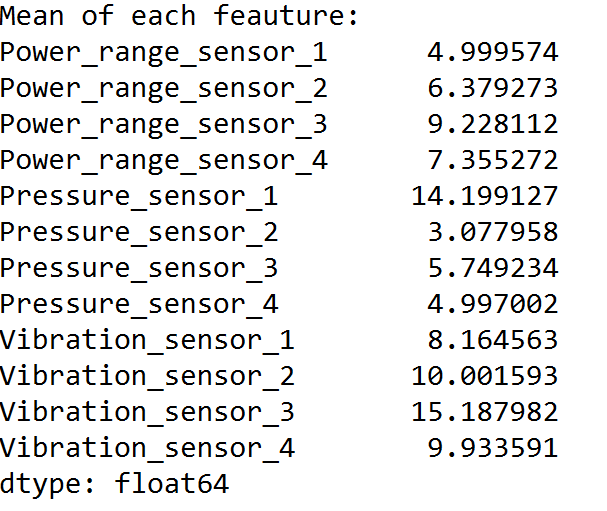 Mean of each feauture:
Power_range_sensor_1 4.999574
Power_range_sensor_2 6.379273
Power_range_sensor_3 9.228112
Power_range_sensor_4 7.355272
Pressure_sensor_1 14.199127
Pressure_sensor_2 3.077958
Pressure_sensor_3 5.749234
Pressure_sensor_4 4.997002
Vibration_sensor_1 8.164563
Vibration_sensor_2 10.001593
Vibration_sensor_3 15.187982
Vibration_sensor_4 9.933591
dtype: float64